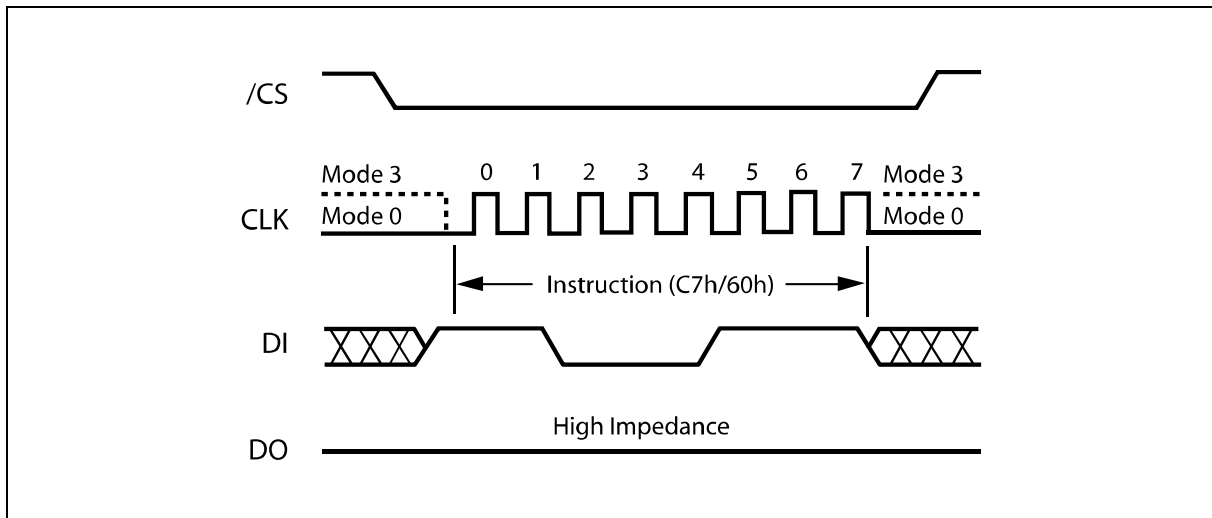 /CS
Mode 3 0 1 2 3 4 5 6 7 Mode 3
CLK Mode 0 Mode 0
Instruction (C7h/60h)
DI
High Impedance
DO